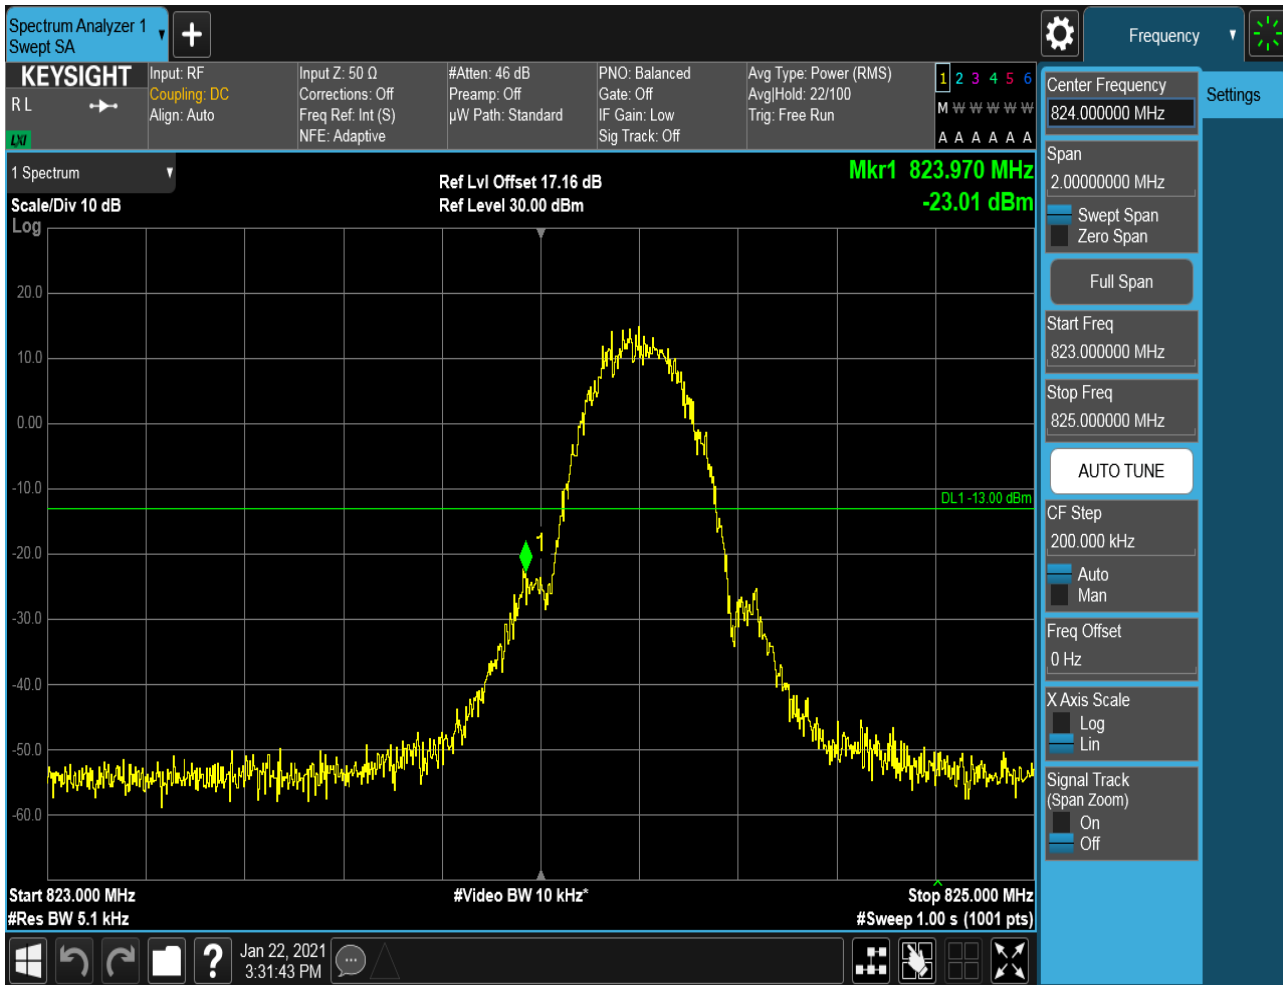 Spectrum Analyzer 1
Swept SA
+
Frequency
KEYSIGHT
R L
LXI
Input: RF
Coupling: DC
Align: Auto
Input Z: 50 Ω
Corrections: Off
Freq Ref: Int (S)
NFE: Adaptive
#Atten: 46 dB
Preamp: Off
µW Path: Standard
PNO: Balanced
Gate: Off
IF Gain: Low
Sig Track: Off
Avg Type: Power (RMS)
Avg|Hold: 22/100
Trig: Free Run
1 2 3 4 5 6
M W W W W W
A A A A A A
1 Spectrum
Scale/Div 10 dB
Log
Ref Lvl Offset 17.16 dB
Ref Level 30.00 dBm
Mkr1 823.970 MHz
-23.01 dBm
20.0
10.0
0.00
-10.0
DL1 -13.00 dBm
1
-20.0
-30.0
-40.0
-50.0
-60.0
Start 823.000 MHz
#Res BW 5.1 kHz
#Video BW 10 kHz*
Stop 825.000 MHz
#Sweep 1.00 s (1001 pts)
?
Jan 22, 2021
3:31:43 PM
Center Frequency
824.000000 MHz
Settings
Span
2.00000000 MHz
Swept Span
Zero Span
Full Span
Start Freq
823.000000 MHz
Stop Freq
825.000000 MHz
AUTO TUNE
CF Step
200.000 kHz
Auto
Man
Freq Offset
0 Hz
X Axis Scale
Log
Lin
Signal Track
(Span Zoom)
On
Off